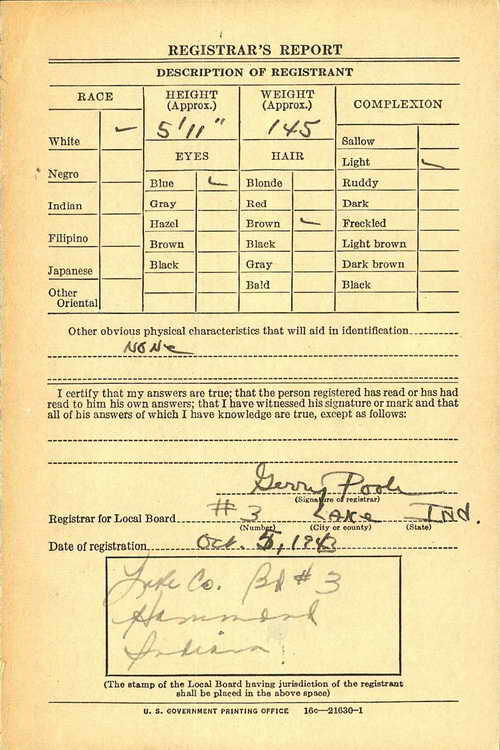 REGISTRAR'S REPORT
DESCRIPTION OF REGISTRANT
RACE
HEIGHT (Approx.)
WEIGHT (Approx.)
COMPLEXION
5'11"
145
White ✓
EYES
HAIR
Sallow
Light ✓
Negro
Blue ✓
Blonde
Ruddy
Indian
Gray
Red
Dark
Hazel
Brown ✓
Freckled
Filipino
Brown
Black
Light brown
Japanese
Black
Gray
Dark brown
Other Oriental
Bald
Black
Other obvious physical characteristics that will aid in identification
None
I certify that my answers are true; that the person registered has read or has had
read to him his own answers; that I have witnessed his signature or mark and that
all of his answers of which I have knowledge are true, except as follows:
Gerry Poole
(Signature of registrar)
Registrar for Local Board # 3 Lake Ind.
(Number) (City or county) (State)
Date of registration Oct. 5, 1943
Lake Co. Bd # 3
Hammond
Indiana
(The stamp of the Local Board having jurisdiction of the registrant
shall be placed in the above space)
U. S. GOVERNMENT PRINTING OFFICE 16c—21630-1